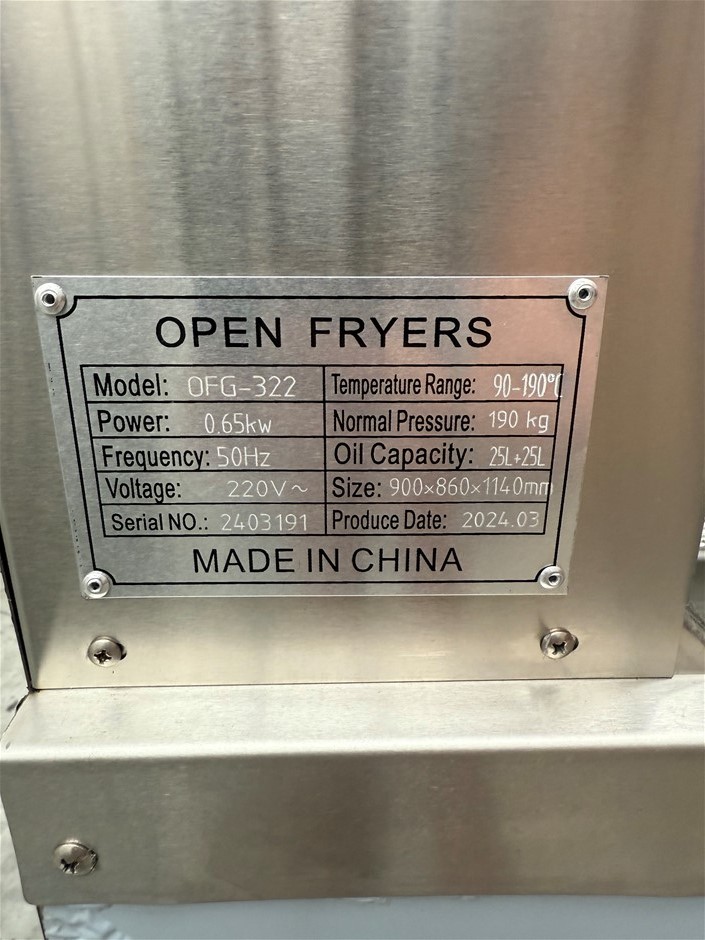 OPEN FRYERS
Model: OFG-322 Temperature Range: 90-190℃
Power: 0.65kw Normal Pressure: 190 kg
Frequency: 50Hz Oil Capacity: 25L+25L
Voltage: 220V~ Size: 900×860×1140mm
Serial NO.: 2403191 Produce Date: 2024.03
MADE IN CHINA